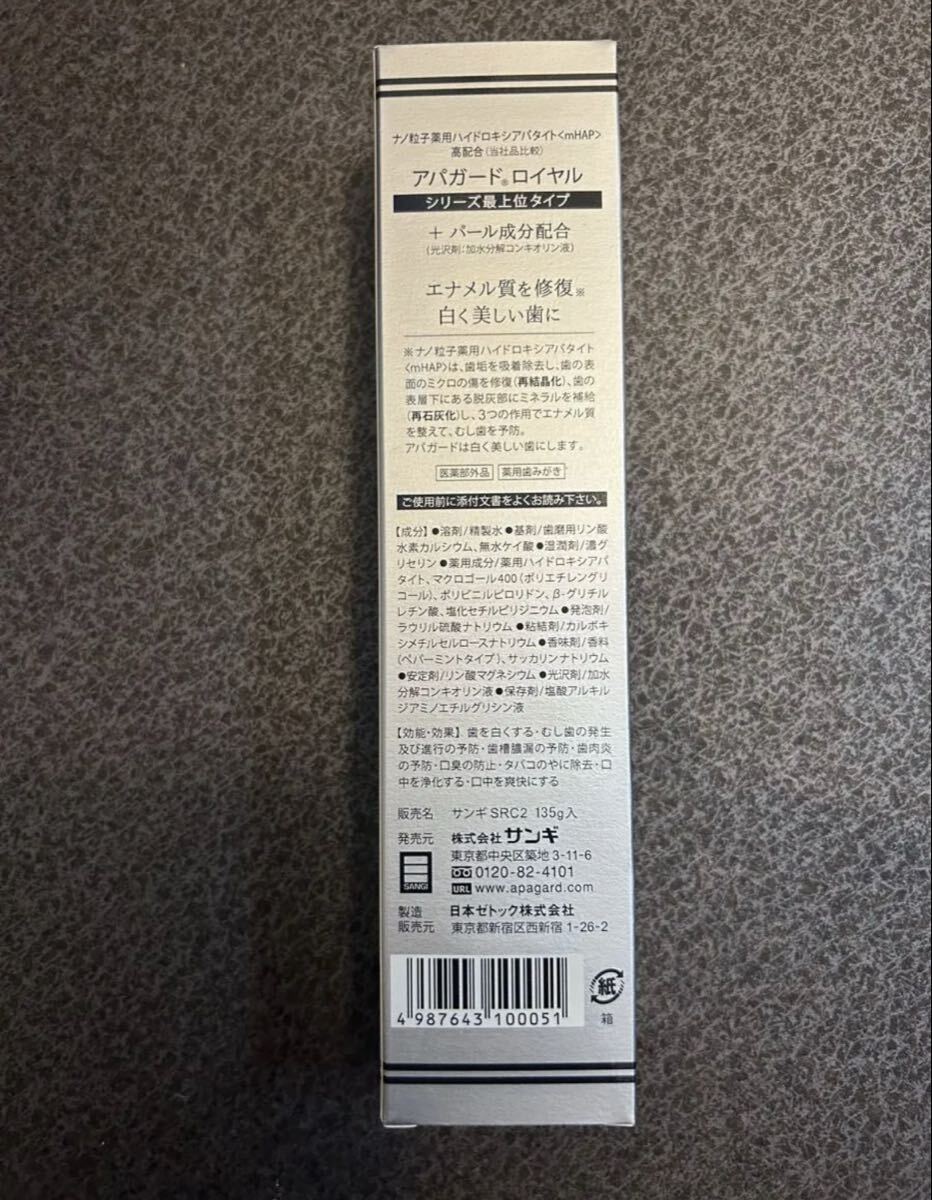 ナノ粒子薬用ハイドロキシアパタイト〈mHAP〉
高配合(当社品比較)
アパガード®ロイヤル
シリーズ最上位タイプ
＋ パール成分配合
(光沢剤:加水分解コンキオリン液)
エナメル質を修復※
白く美しい歯に
※ナノ粒子薬用ハイドロキシアパタイト
〈mHAP〉は、歯垢を吸着除去し、歯の表
面のミクロの傷を修復(再結晶化)、歯の
表層下にある脱灰部にミネラルを補給
(再石灰化)し、3つの作用でエナメル質
を整えて、むし歯を予防。
アパガードは白く美しい歯にします。
医薬部外品 薬用歯みがき
ご使用前に添付文書をよくお読み下さい。
【成分】●溶剤/精製水●基剤/歯磨用リン酸
水素カルシウム、無水ケイ酸●湿潤剤/濃グ
リセリン●薬用成分/薬用ハイドロキシアパ
タイト、マクロゴール400(ポリエチレングリ
コール)、ポリビニルピロリドン、β-グリチル
レチン酸、塩化セチルピリジニウム●発泡剤/
ラウリル硫酸ナトリウム●粘結剤/カルボキ
シメチルセルロースナトリウム●香味剤/香料
(ペパーミントタイプ)、サッカリンナトリウム
●安定剤/リン酸マグネシウム●光沢剤/加水
分解コンキオリン液●保存剤/塩酸アルキル
ジアミノエチルグリシン液
【効能・効果】歯を白くする・むし歯の発生
及び進行の予防・歯槽膿漏の予防・歯肉炎
の予防・口臭の防止・タバコのやに除去・口
中を浄化する・口中を爽快にする
販売名 サンギSRC2 135g入
発売元 株式会社サンギ
東京都中央区築地3-11-6
0120-82-4101
URL www.apagard.com
SANGI
製造
販売元 日本ゼトック株式会社
東京都新宿区西新宿1-26-2
4 987643 100051
紙
箱